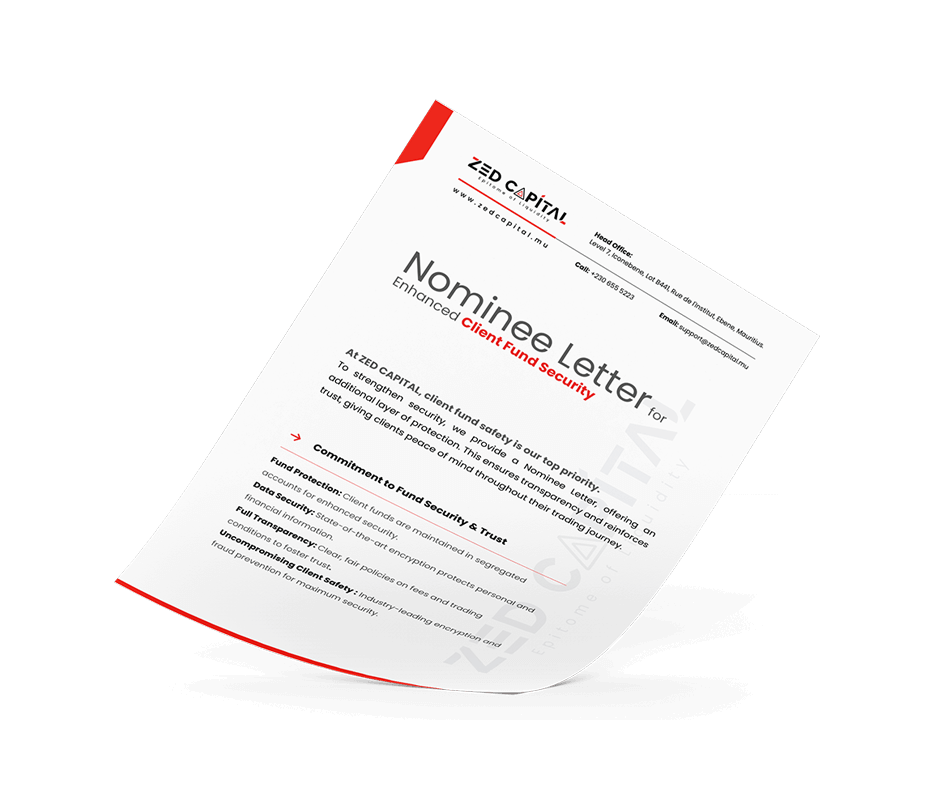 ZED CAPITAL
Epitome of Liquidity
www.zedcapital.mu
Head Office:
Level 7, Iconebene, Lot B441, Rue de l'institut, Ebene, Mauritius.
Call: +230 655 5223
Email: support@zedcapital.mu
Nominee Letter for
Enhanced Client Fund Security
At ZED CAPITAL, client fund safety is our top priority.
To strengthen security, we provide a Nominee Letter, offering an
additional layer of protection. This ensures transparency and reinforces
trust, giving clients peace of mind throughout their trading journey.
Commitment to Fund Security & Trust
Fund Protection: Client funds are maintained in segregated
accounts for enhanced security.
Data Security: State-of-the-art encryption protects personal and
financial information.
Full Transparency: Clear, fair policies on fees and trading
conditions to foster trust.
Uncompromising Client Safety : Industry-leading encryption and
fraud prevention for maximum security.
ZED CAPITAL
Epitome of Liquidity